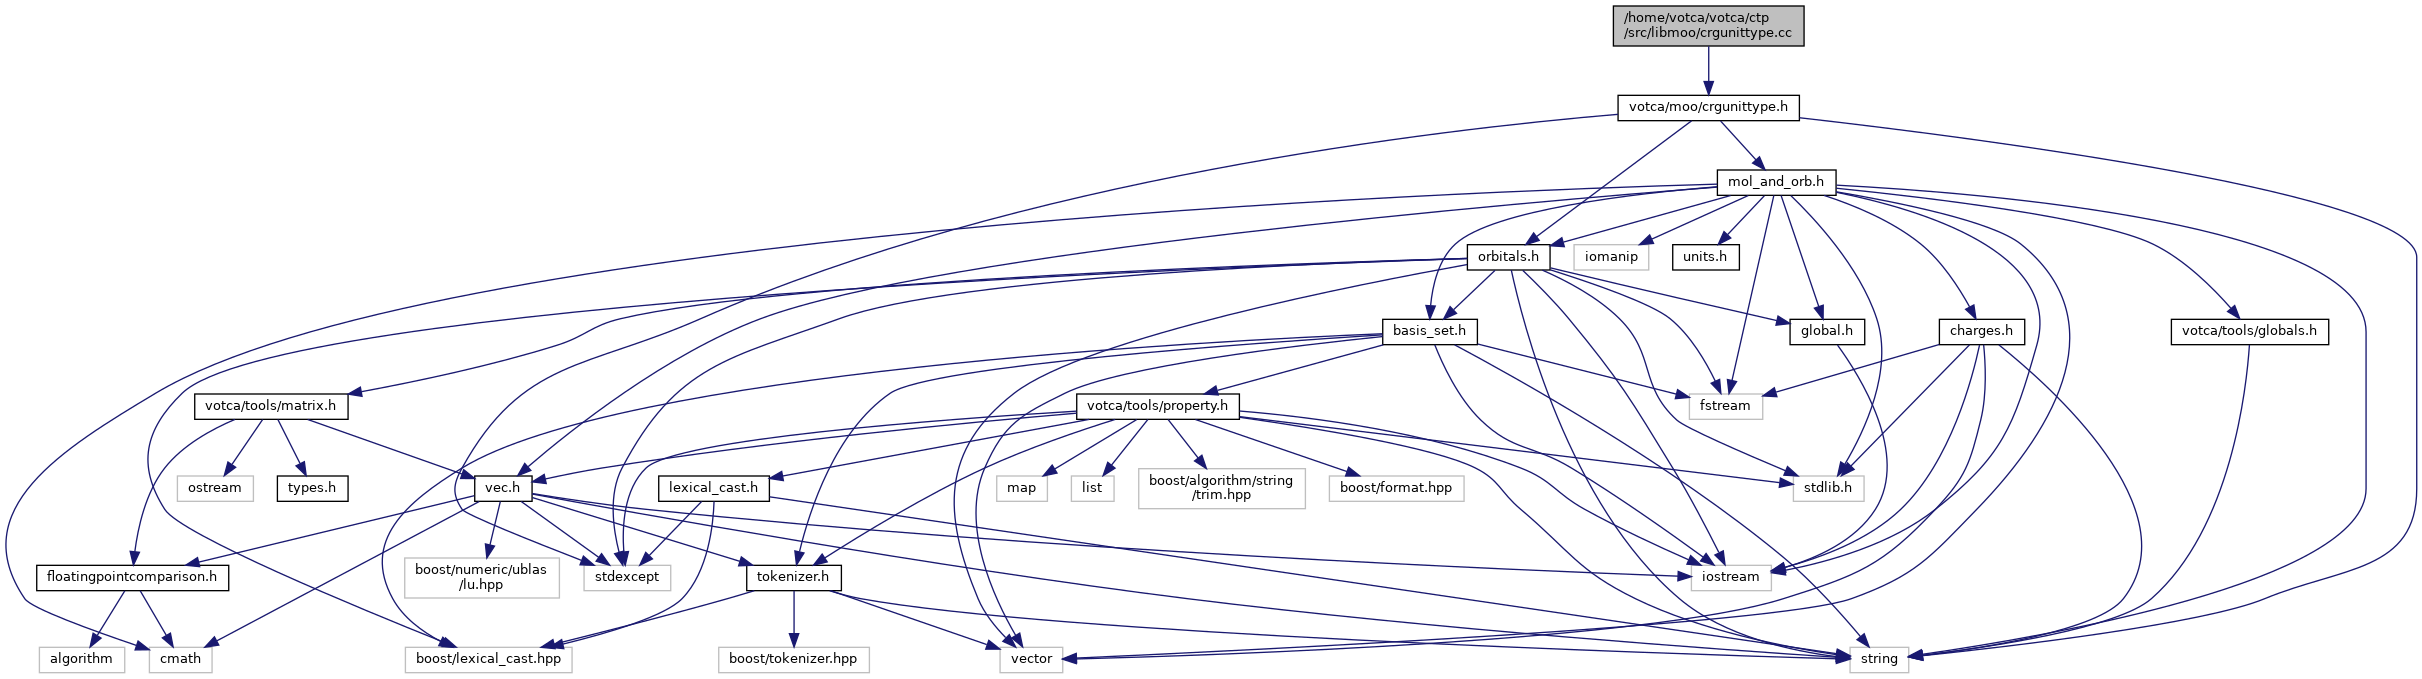 /home/votca/votca/ctp
/src/libmoo/crgunittype.cc
votca/moo/crgunittype.h
mol_and_orb.h
orbitals.h
iomanip
units.h
basis_set.h
global.h
charges.h
votca/tools/globals.h
votca/tools/matrix.h
votca/tools/property.h
fstream
ostream
types.h
vec.h
lexical_cast.h
map
list
boost/algorithm/string
/trim.hpp
boost/format.hpp
stdlib.h
floatingpointcomparison.h
boost/numeric/ublas
/lu.hpp
stdexcept
tokenizer.h
iostream
algorithm
cmath
boost/lexical_cast.hpp
boost/tokenizer.hpp
vector
string